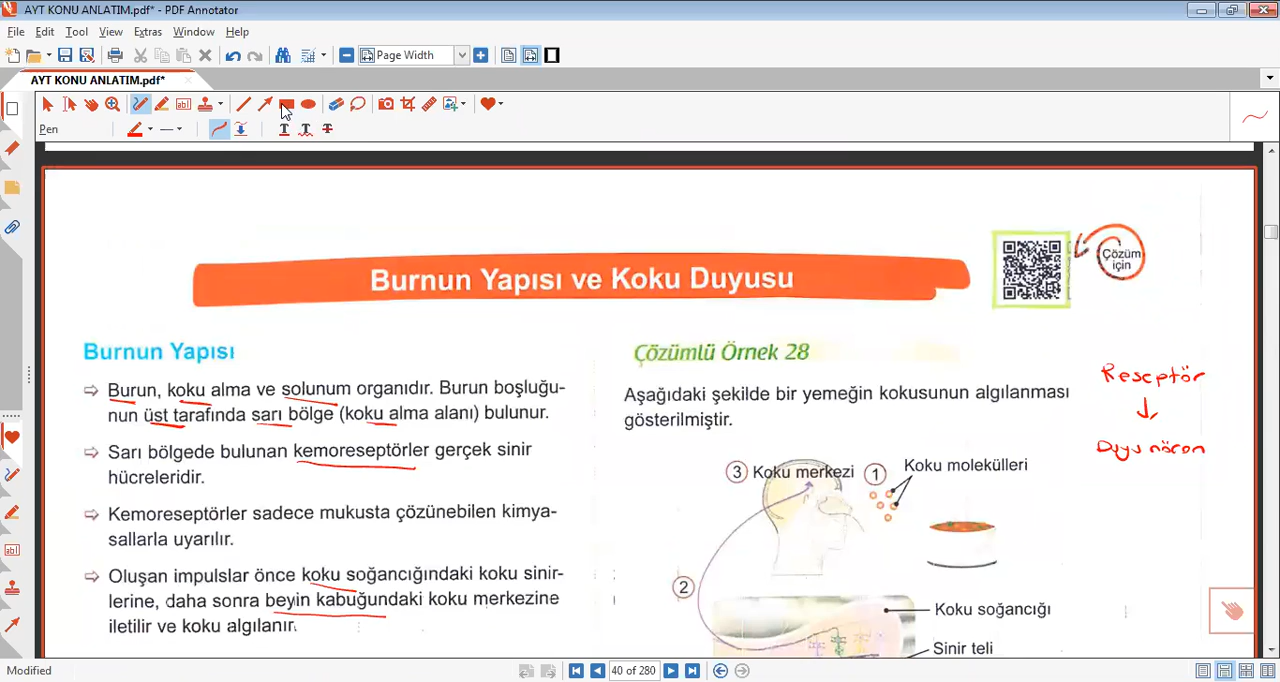 AYT KONU ANLATIM.pdf* - PDF Annotator
File Edit Tool View Extras Window Help
Page Width
AYT KONU ANLATIM.pdf*
Pen
Burnun Yapısı ve Koku Duyusu
Çözüm
için
Burnun Yapısı
⇨ Burun, koku alma ve solunum organıdır. Burun boşluğu-
nun üst tarafında sarı bölge (koku alma alanı) bulunur.
⇨ Sarı bölgede bulunan kemoreseptörler gerçek sinir
hücreleridir.
⇨ Kemoreseptörler sadece mukusta çözünebilen kimya-
sallarla uyarılır.
⇨ Oluşan impulslar önce koku soğancığındaki koku sinir-
lerine, daha sonra beyin kabuğundaki koku merkezine
iletilir ve koku algılanır.
Çözümlü Örnek 28
Aşağıdaki şekilde bir yemeğin kokusunun algılanması
gösterilmiştir.
3 Koku merkezi
1 Koku molekülleri
2
Koku soğancığı
Sinir teli
Reseptör
↓
Duyu nöron
Modified
40 of 280